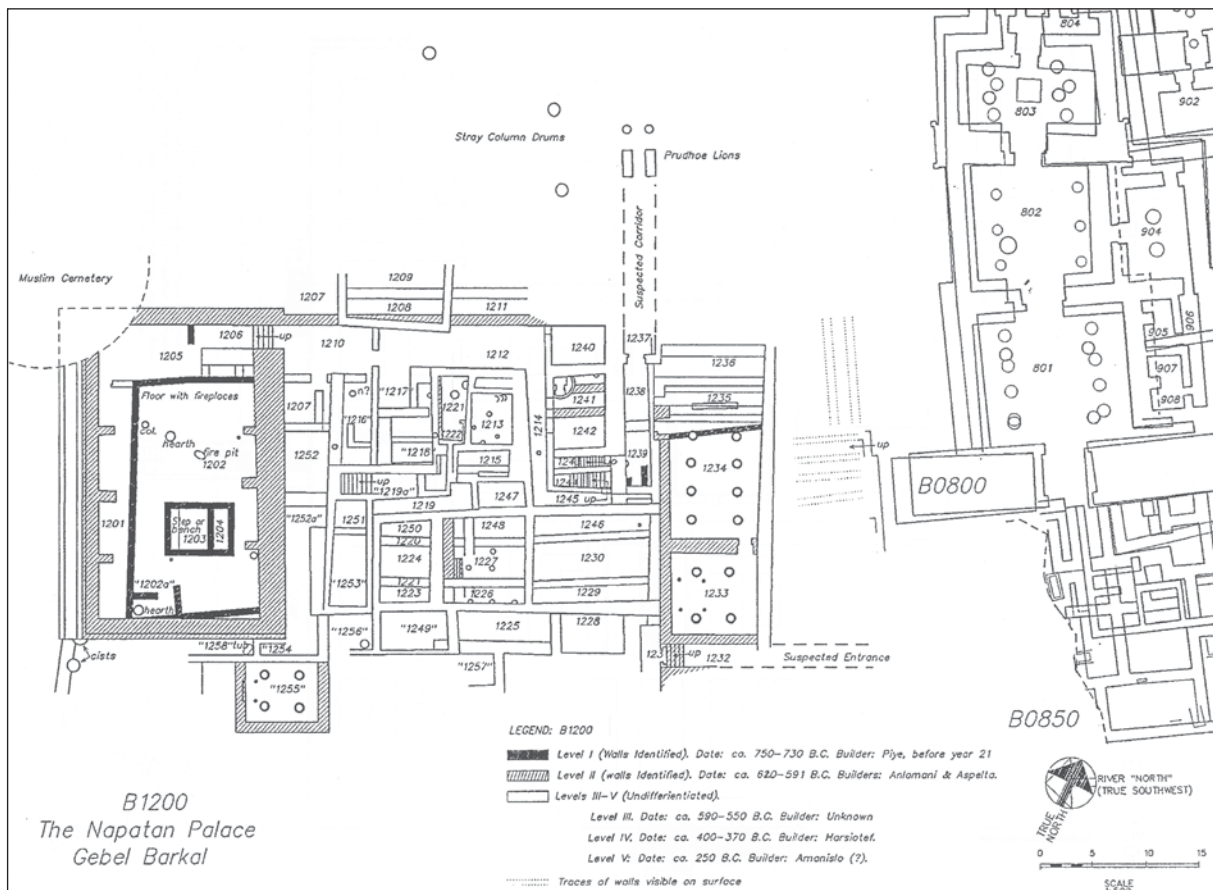 804
803
902
Stray Column Drums
Prudhoe Lions
802
904
Suspected Corridor
Muslim Cemetery
1209
1207
1208
1211
1206
up
1210
1237
1240
905
906
1205
1212
1236
1238
801
907
Floor with fireplaces
n?
"1217"
1221
1241
1235
908
1207
"1216"
1213
1214
col.
hearth
1222
1242
fire pit
1202
1252
"1218"
1215
1239
1234
up
up
"1219a"
1247
B0800
1219
1245 up
1201
Step or
bench
1203
1204
"1252a"
1251
1250
1248
1246
1220
1224
1227
1230
"1253"
1221
1223
1226
1229
1233
"1202a"
hearth
"1256"
"1249"
1225
1228
"1258"
tub
1254
up
1232
Suspected Entrance
cists
"1257"
"1255"
B0850
LEGEND: B1200
Level I (Walls Identified). Date: ca. 750–730 B.C. Builder: Piye, before year 21
Level II (walls Identified). Date: ca. 620–591 B.C. Builders: Anlomani & Aspelta.
Levels III–V (Undifferientiated).
Level III. Date: ca. 590–550 B.C. Builder: Unknown
Level IV. Date: ca. 400–370 B.C. Builder: Harsiotef.
Level V: Date: ca. 250 B.C. Builder: Amonislo (?).
Traces of walls visible on surface
B1200
The Napatan Palace
Gebel Barkal
RIVER "NORTH"
(TRUE SOUTHWEST)
TRUE
NORTH
0 5 10 15
SCALE